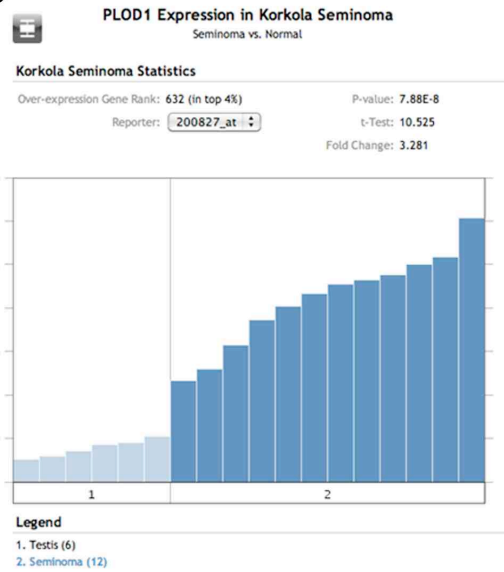 PLOD1 Expression in Korkola Seminoma
Seminoma vs. Normal
Korkola Seminoma Statistics
Over-expression Gene Rank: 632 (in top 4%)
P-value: 7.88E-8
Reporter: 200827_at
t-Test: 10.525
Fold Change: 3.281
1
2
Legend
1. Testis (6)
2. Seminoma (12)